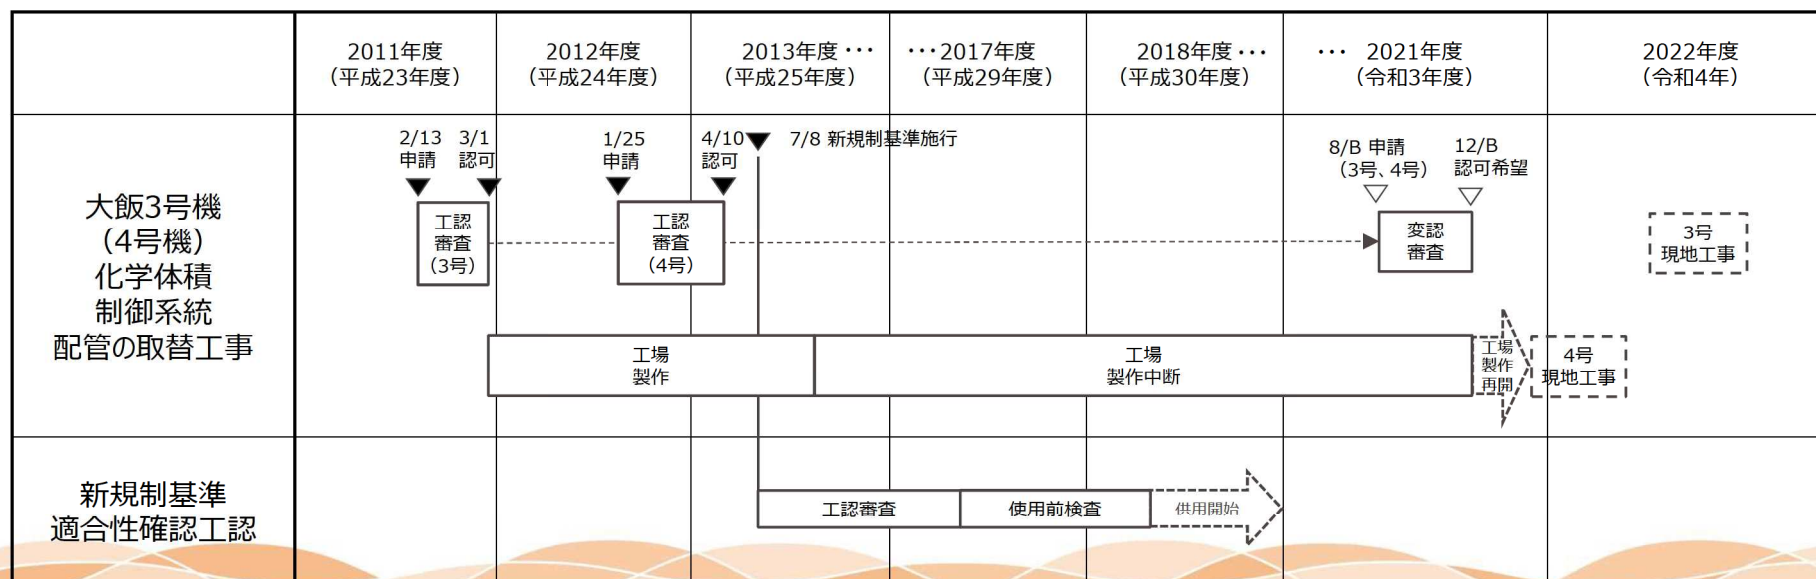 2011年度
（平成23年度）
2012年度
（平成24年度）
2013年度・・・
（平成25年度）
・・・2017年度
（平成29年度）
2018年度・・・
（平成30年度）
・・・ 2021年度
（令和3年度）
2022年度
（令和4年）
大飯3号機
（4号機）
化学体積
制御系統
配管の取替工事
2/13
申請
3/1
認可
1/25
申請
4/10
認可
7/8 新規制基準施行
8/B 申請
（3号、4号）
12/B
認可希望
工認
審査
（3号）
工認
審査
（4号）
変認
審査
3号
現地工事
工場
製作
工場
製作中断
工場
製作
再開
4号
現地工事
新規制基準
適合性確認工認
工認審査
使用前検査
供用開始